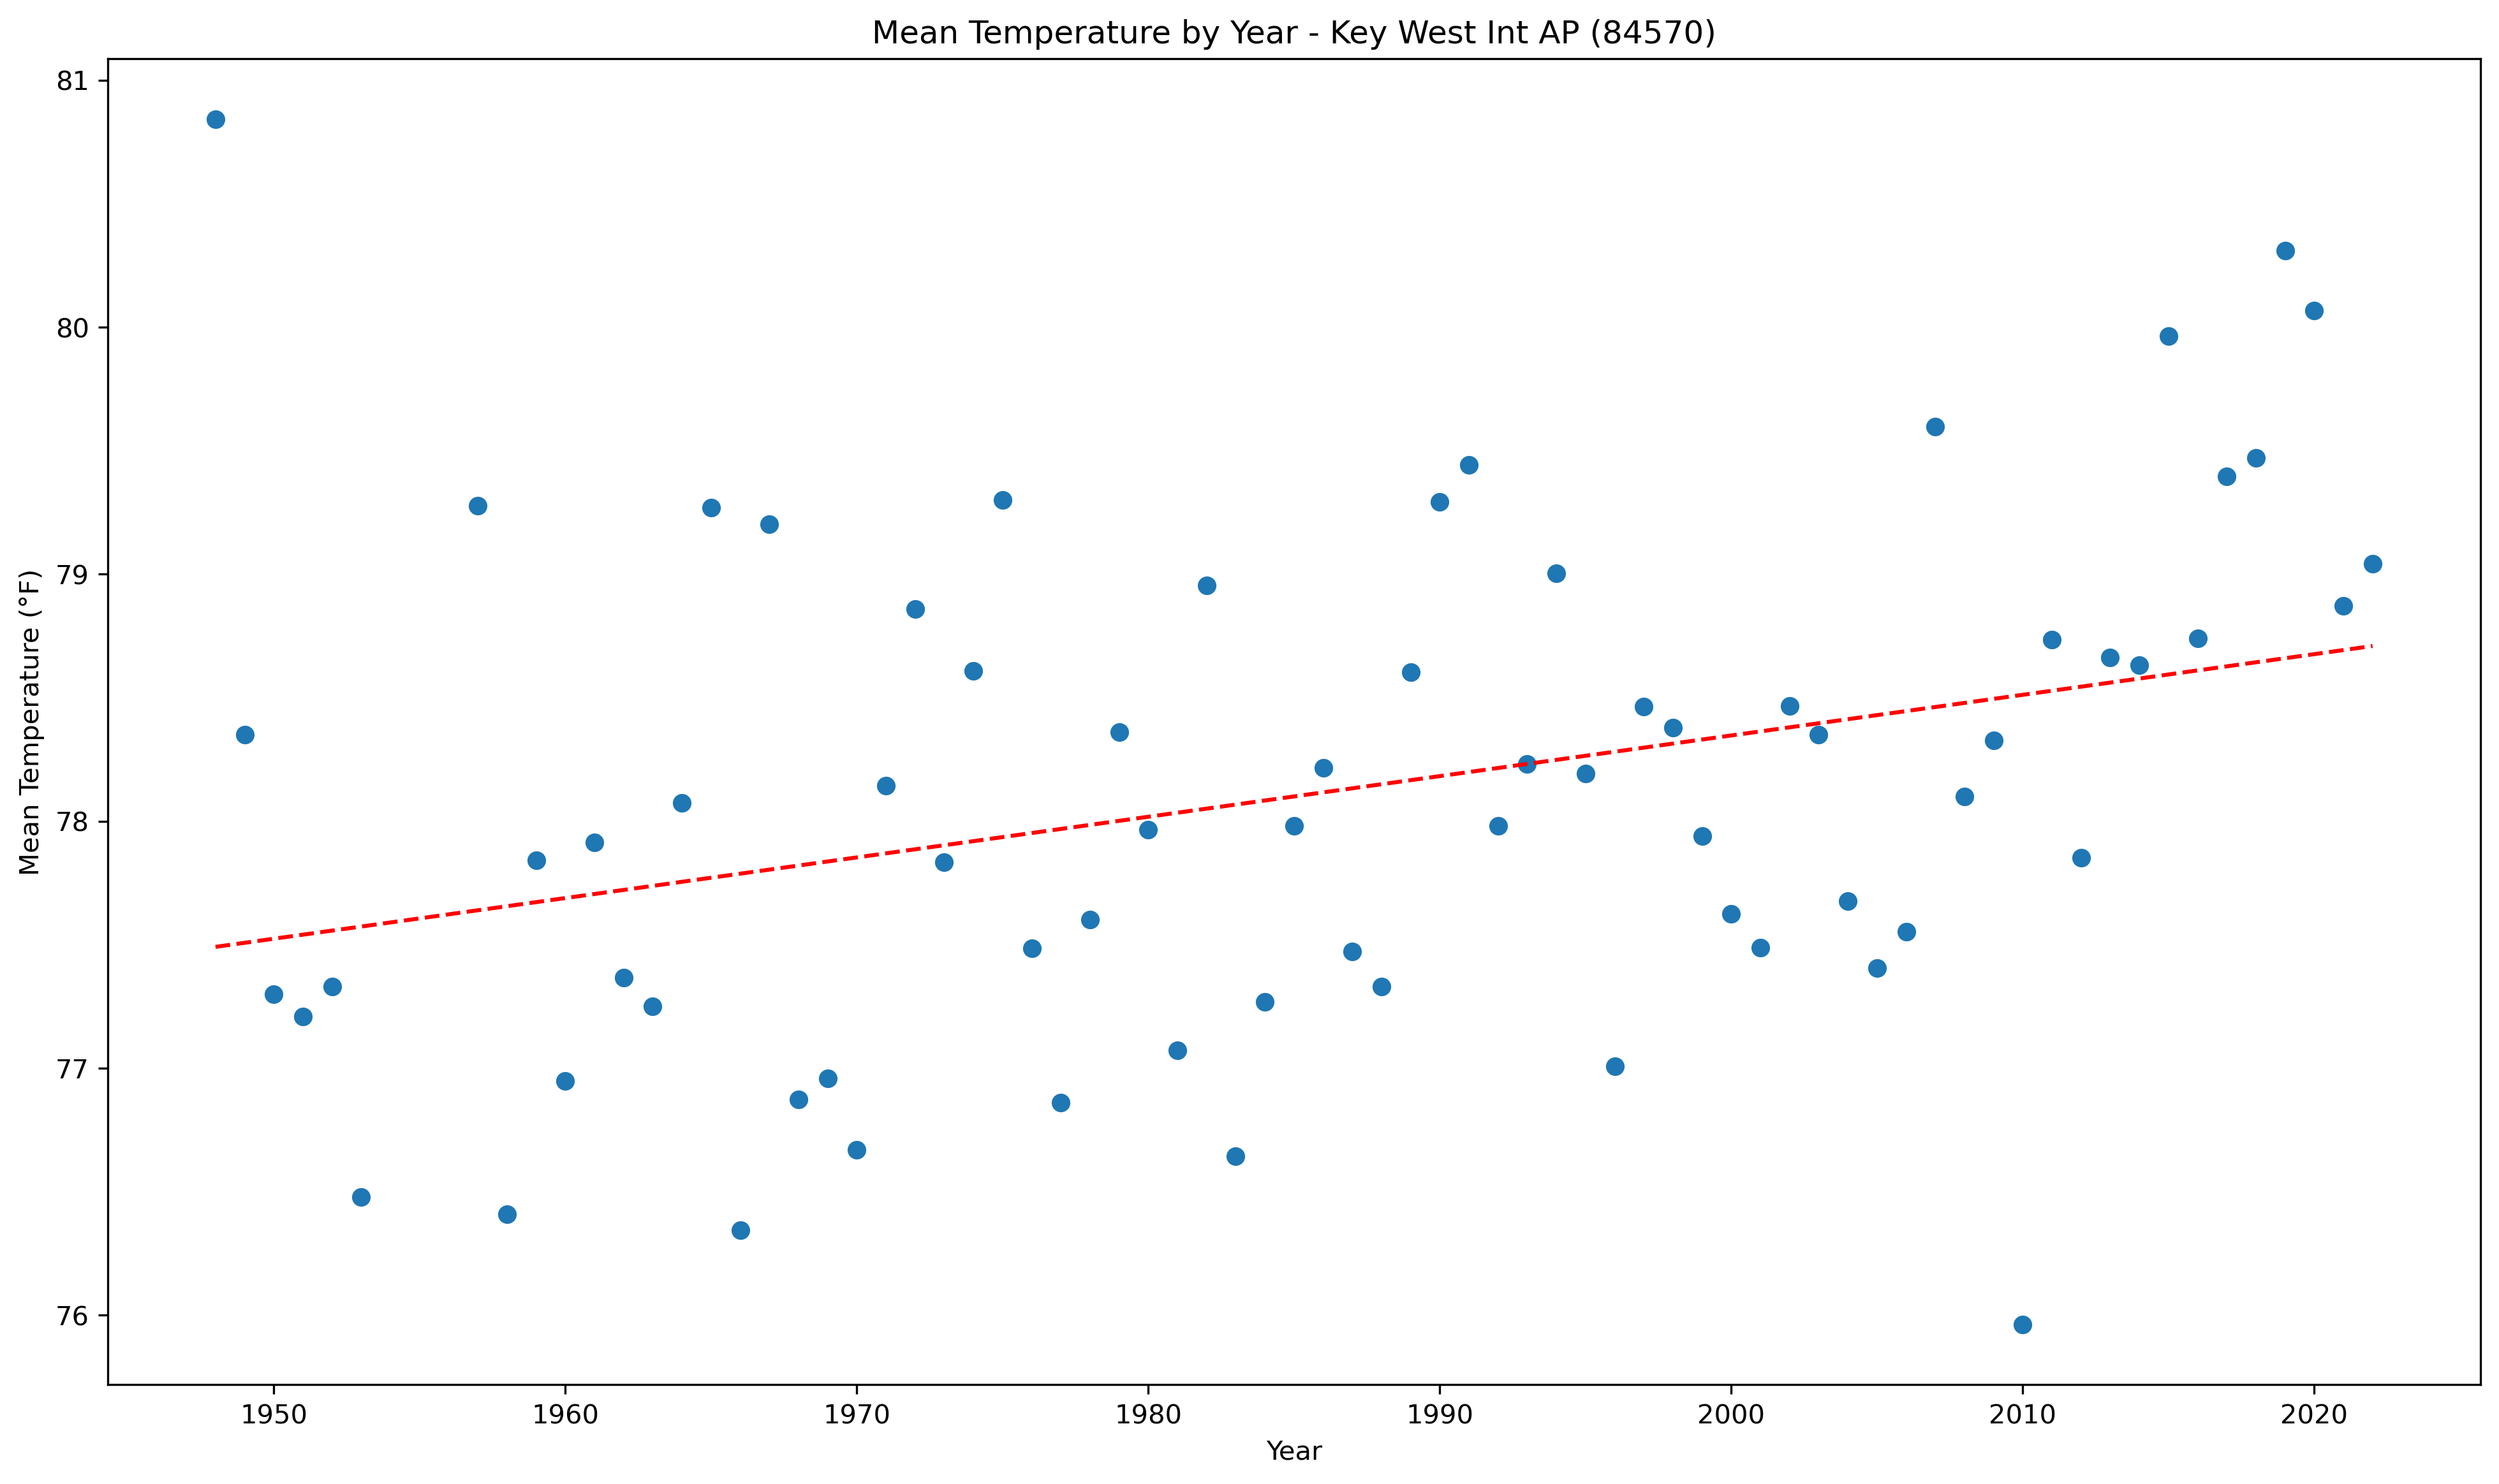 Mean Temperature by Year - Key West Int AP (84570)
81
80
79
78
77
76
Mean Temperature (°F)
1950 1960 1970 1980 1990 2000 2010 2020
Year